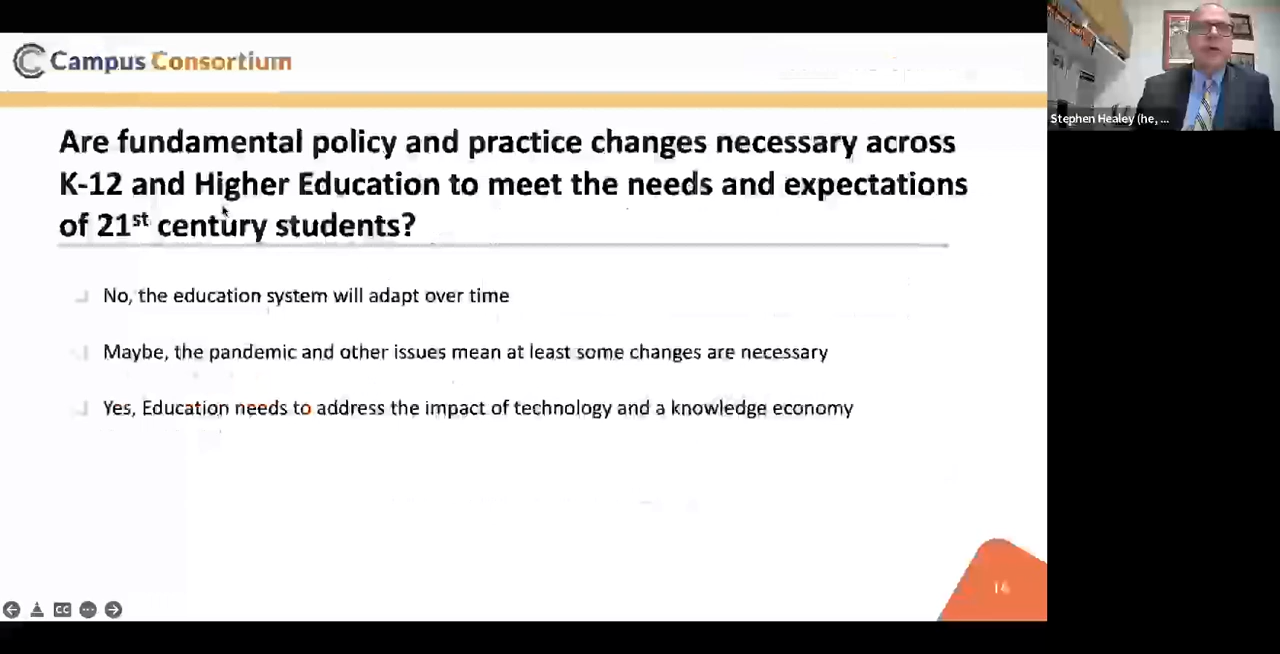 Campus Consortium
Stephen Healey (he, ...
Are fundamental policy and practice changes necessary across
K-12 and Higher Education to meet the needs and expectations
of 21st century students?
No, the education system will adapt over time
Maybe, the pandemic and other issues mean at least some changes are necessary
Yes, Education needs to address the impact of technology and a knowledge economy
CC